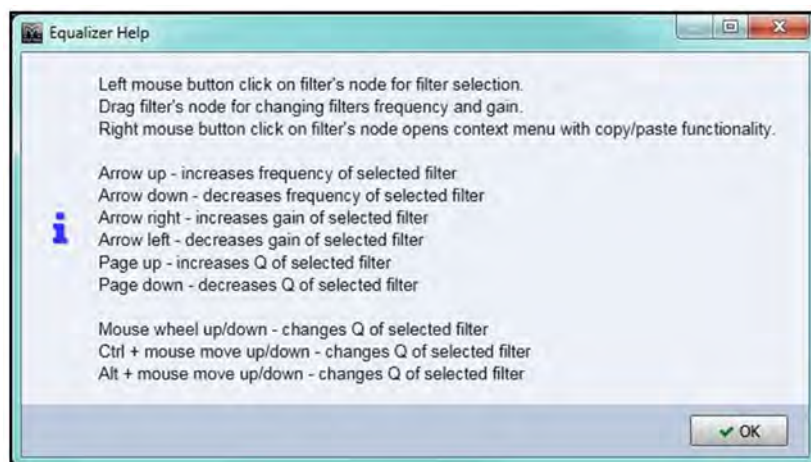 Equalizer Help
Left mouse button click on filter's node for filter selection.
Drag filter's node for changing filters frequency and gain.
Right mouse button click on filter's node opens context menu with copy/paste functionality.
Arrow up - increases frequency of selected filter
Arrow down - decreases frequency of selected filter
Arrow right - increases gain of selected filter
Arrow left - decreases gain of selected filter
Page up - increases Q of selected filter
Page down - decreases Q of selected filter
Mouse wheel up/down - changes Q of selected filter
Ctrl + mouse move up/down - changes Q of selected filter
Alt + mouse move up/down - changes Q of selected filter
OK